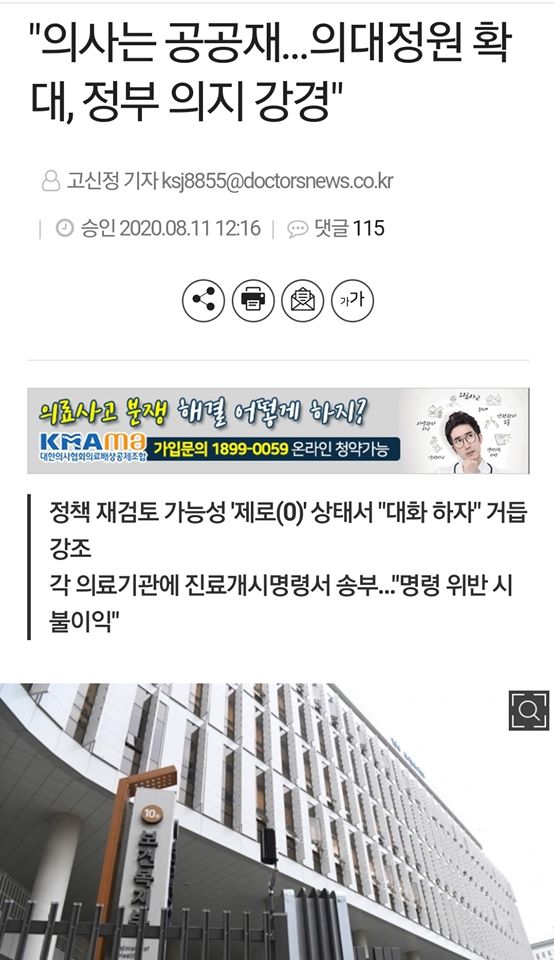 "의사는 공공재...의대정원 확
대, 정부 의지 강경"
고신정 기자 ksj8855@doctorsnews.co.kr
승인 2020.08.11 12:16
댓글 115
가가
의료사고 분쟁 해결 어떻게 하지?
KMAma
대한의사협회의료배상공제조합
가입문의 1899-0059 온라인 청약가능
의료사고
정책 재검토 가능성 '제로(0)' 상태서 "대화 하자" 거듭
강조
각 의료기관에 진료개시명령서 송부..."명령 위반 시
불이익"
10
보건복지부